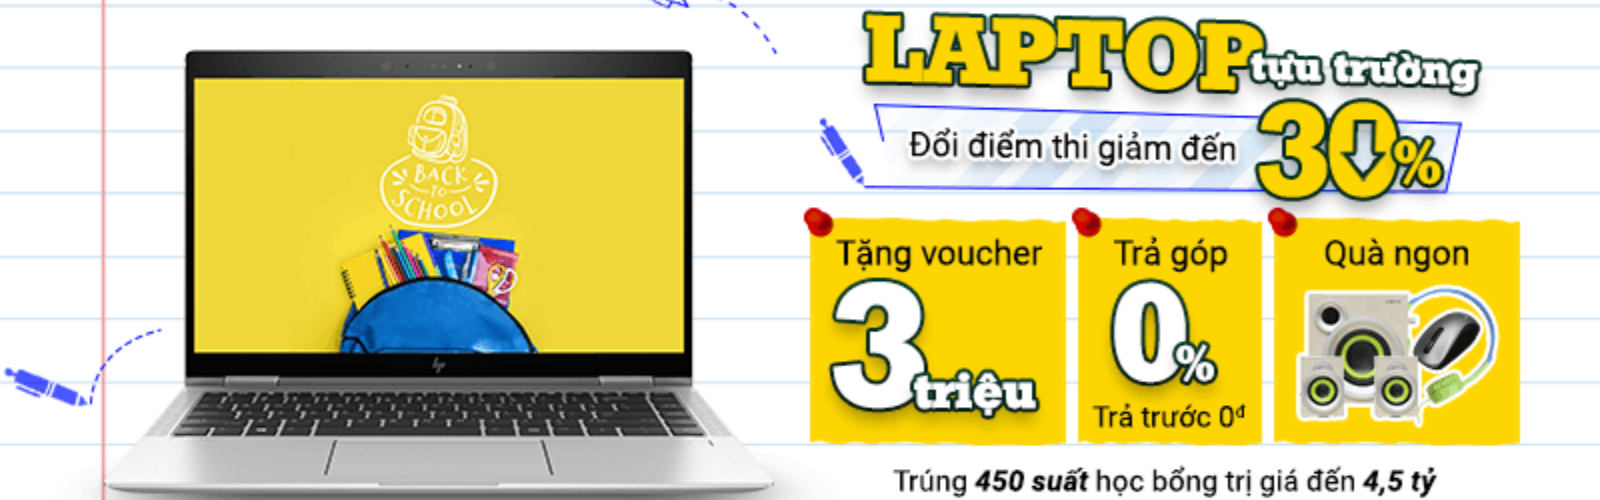 BACK
TO
SCHOOL
hp
LAPTOP tựu trường
Đổi điểm thi giảm đến 30%
Tặng voucher
3 triệu
Trả góp
0%
Trả trước 0đ
Quà ngon
Trúng 450 suất học bổng trị giá đến 4,5 tỷ